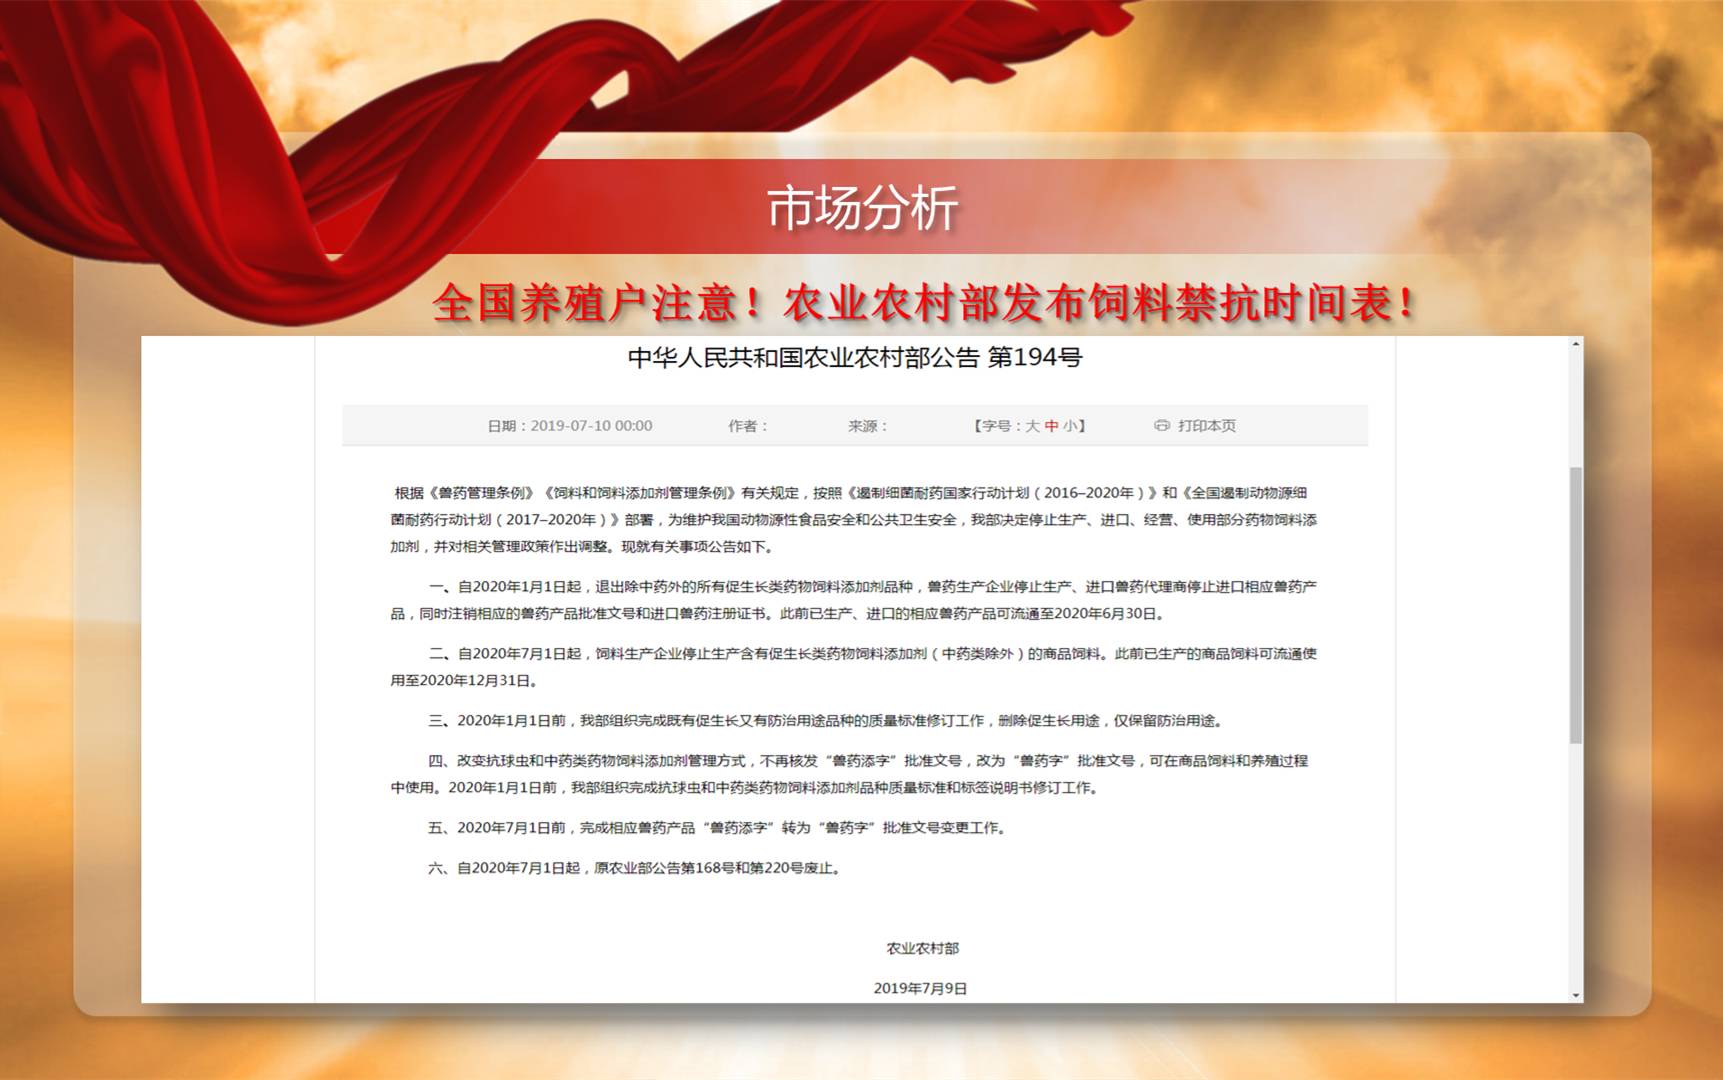 市场分析
全国养殖户注意！农业农村部发布饲料禁抗时间表！
中华人民共和国农业农村部公告 第194号
日期：2019-07-10 00:00 作者： 来源： 【字号：大 中 小】 打印本页
根据《兽药管理条例》《饲料和饲料添加剂管理条例》有关规定，按照《遏制细菌耐药国家行动计划（2016—2020年）》和《全国遏制动物源细
菌耐药行动计划（2017—2020年）》部署，为维护我国动物源性食品安全和公共卫生安全，我部决定停止生产、进口、经营、使用部分药物饲料添
加剂，并对相关管理政策作出调整。现就有关事项公告如下。
一、自2020年1月1日起，退出除中药外的所有促生长类药物饲料添加剂品种，兽药生产企业停止生产、进口兽药代理商停止进口相应兽药产
品，同时注销相应的兽药产品批准文号和进口兽药注册证书。此前已生产、进口的相应兽药产品可流通至2020年6月30日。
二、自2020年7月1日起，饲料生产企业停止生产含有促生长类药物饲料添加剂（中药类除外）的商品饲料。此前已生产的商品饲料可流通使
用至2020年12月31日。
三、2020年1月1日前，我部组织完成既有促生长又有防治用途品种的质量标准修订工作，删除促生长用途，仅保留防治用途。
四、改变抗球虫和中药类药物饲料添加剂管理方式，不再核发“兽药添字”批准文号，改为“兽药字”批准文号，可在商品饲料和养殖过程
中使用。2020年1月1日前，我部组织完成抗球虫和中药类药物饲料添加剂品种质量标准和标签说明书修订工作。
五、2020年7月1日前，完成相应兽药产品“兽药添字”转为“兽药字”批准文号变更工作。
六、自2020年7月1日起，原农业部公告第168号和第220号废止。
农业农村部
2019年7月9日